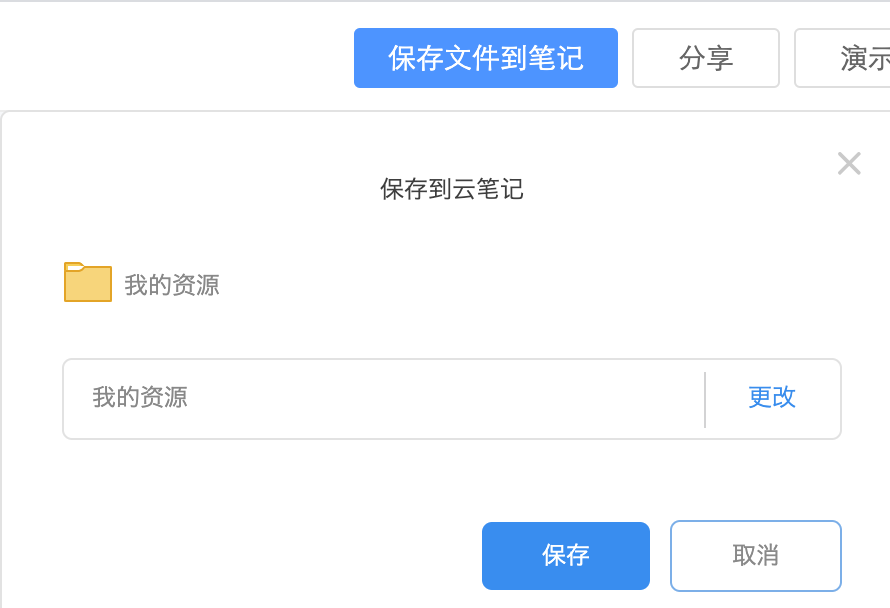 保存文件到笔记 分享 演示
保存到云笔记
我的资源
我的资源 更改
保存 取消